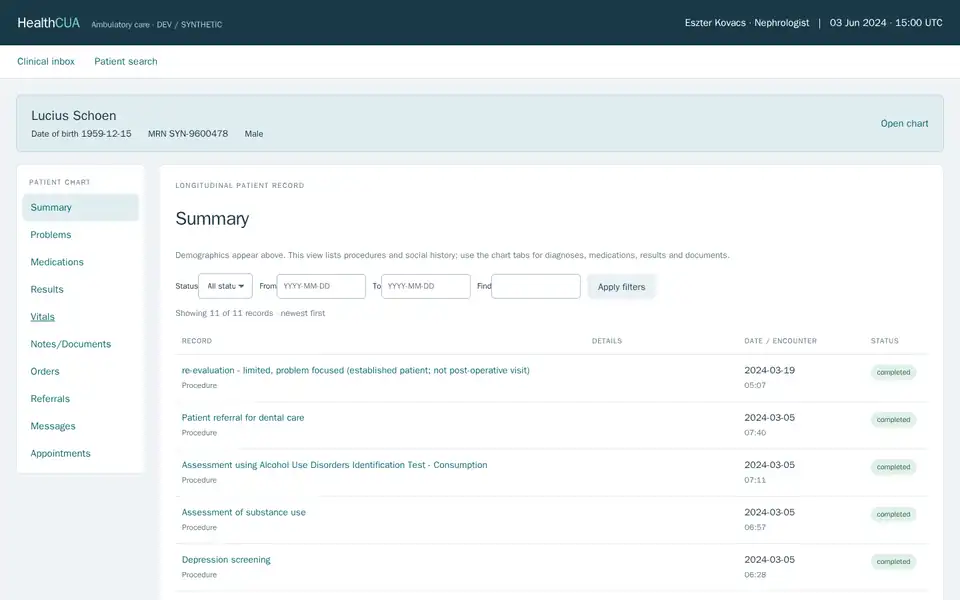 HealthCUA Ambulatory care · DEV / SYNTHETIC Eszter Kovacs · Nephrologist | 03 Jun 2024 · 15:00 UTC
Clinical inbox Patient search
Lucius Schoen
Date of birth 1959-12-15 MRN SYN-9600478 Male
Open chart
PATIENT CHART
Summary
Problems
Medications
Results
Vitals
Notes/Documents
Orders
Referrals
Messages
Appointments
LONGITUDINAL PATIENT RECORD
Summary
Demographics appear above. This view lists procedures and social history; use the chart tabs for diagnoses, medications, results and documents.
Status All statu From YYYY-MM-DD To YYYY-MM-DD Find Apply filters
Showing 11 of 11 records · newest first
RECORD DETAILS DATE / ENCOUNTER STATUS
re-evaluation - limited, problem focused (established patient; not post-operative visit) 2024-03-19 completed
Procedure 05:07
Patient referral for dental care 2024-03-05 completed
Procedure 07:40
Assessment using Alcohol Use Disorders Identification Test - Consumption 2024-03-05 completed
Procedure 07:11
Assessment of substance use 2024-03-05 completed
Procedure 06:57
Depression screening 2024-03-05 completed
Procedure 06:28